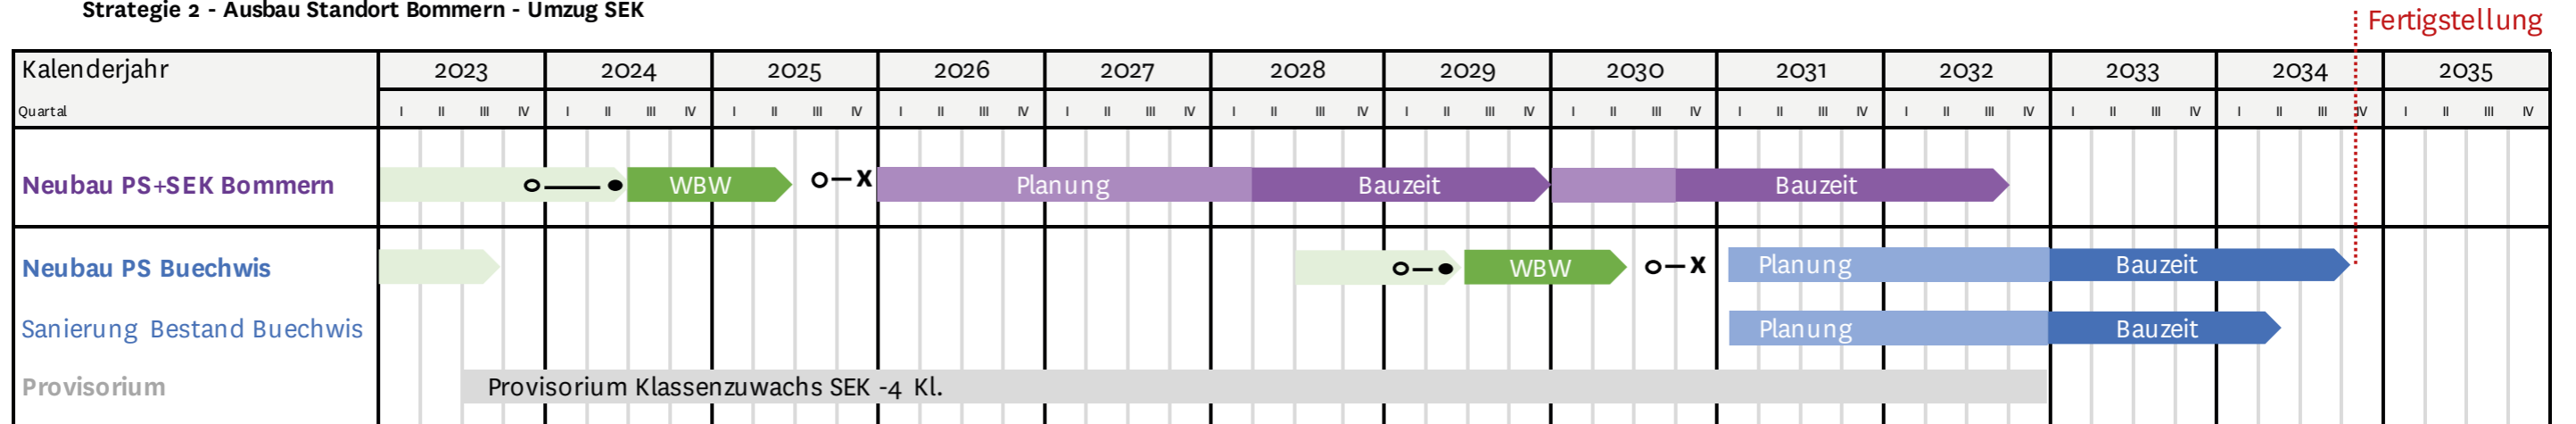 Strategie 2 - Ausbau Standort Bommern - Umzug SEK
Fertigstellung
Kalenderjahr 2023 2024 2025 2026 2027 2028 2029 2030 2031 2032 2033 2034 2035
Quartal I II III IV I II III IV I II III IV I II III IV I II III IV I II III IV I II III IV I II III IV I II III IV I II III IV I II III IV I II III IV I II III IV
Neubau PS+SEK Bommern WBW X Planung Bauzeit Bauzeit
Neubau PS Buechwis WBW X Planung Bauzeit
Sanierung Bestand Buechwis Planung Bauzeit
Provisorium Provisorium Klassenzuwachs SEK -4 Kl.